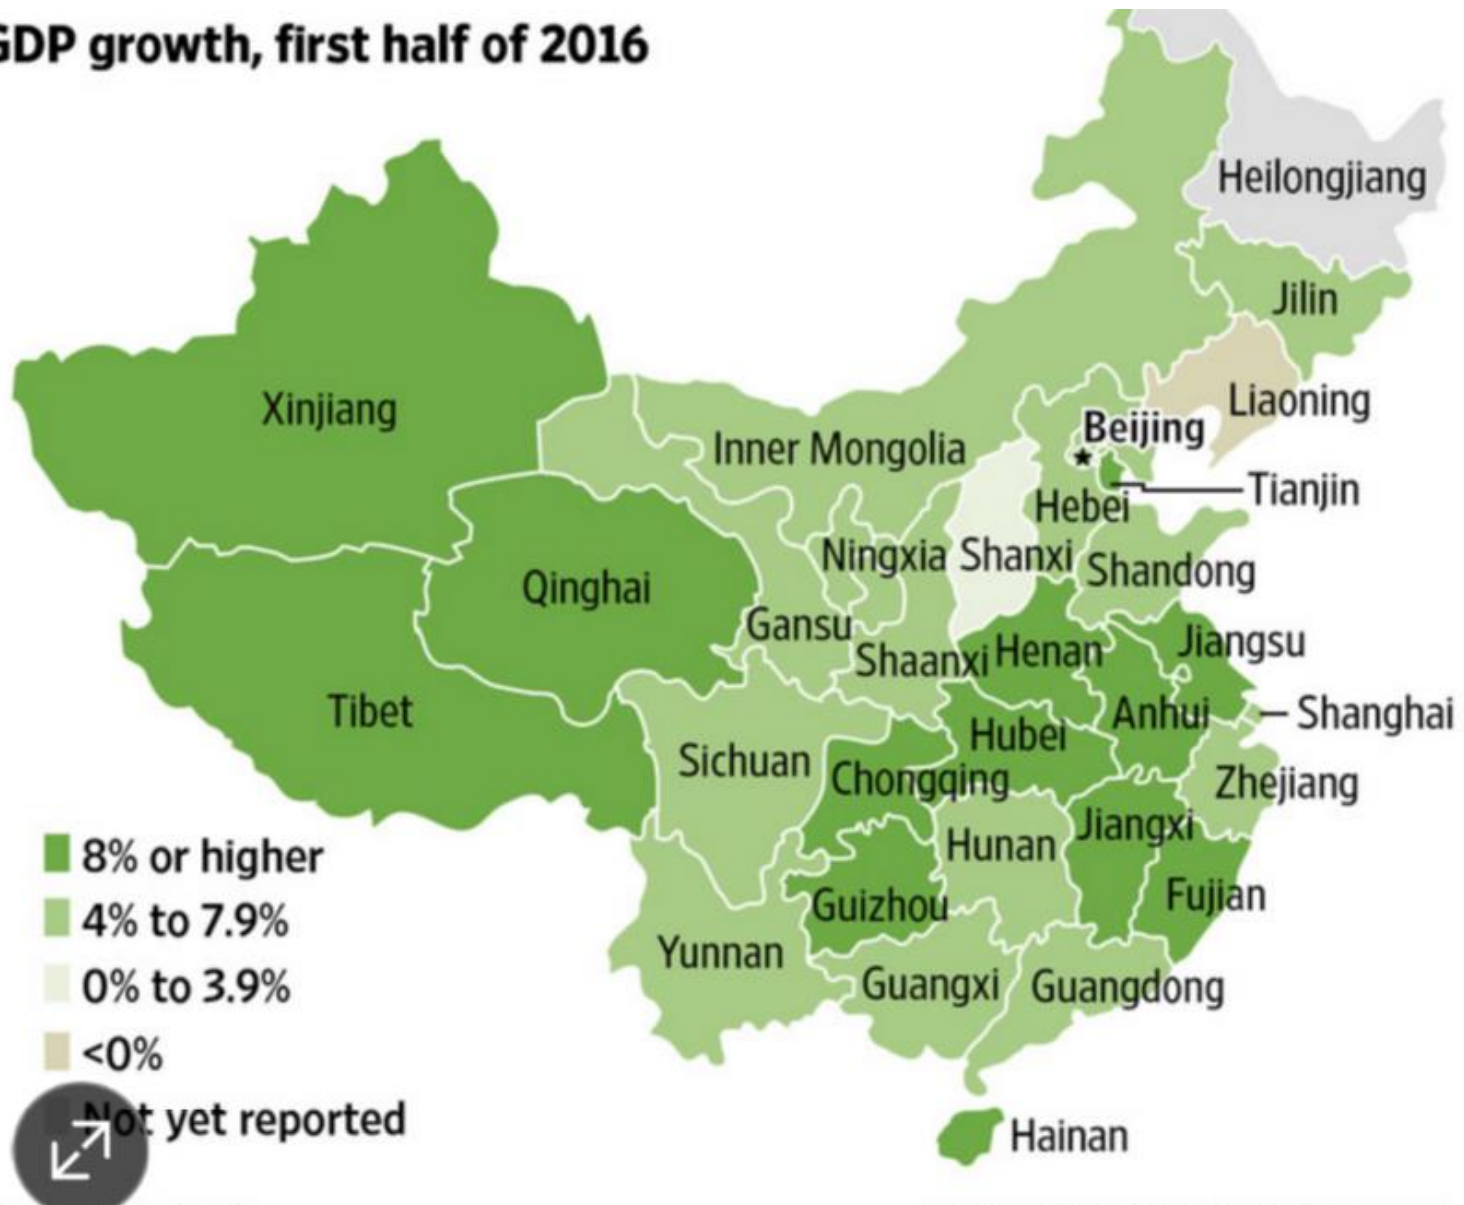 GDP growth, first half of 2016
Heilongjiang
Jilin
Xinjiang
Liaoning
Inner Mongolia
Beijing
Tianjin
Hebei
Ningxia
Shanxi
Shandong
Qinghai
Gansu
Shaanxi
Henan
Jiangsu
Tibet
Anhui
Shanghai
Hubei
Sichuan
Chongqing
Zhejiang
Jiangxi
Hunan
Fujian
Guizhou
Yunnan
Guangxi
Guangdong
Hainan
8% or higher
4% to 7.9%
0% to 3.9%
<0%
Not yet reported